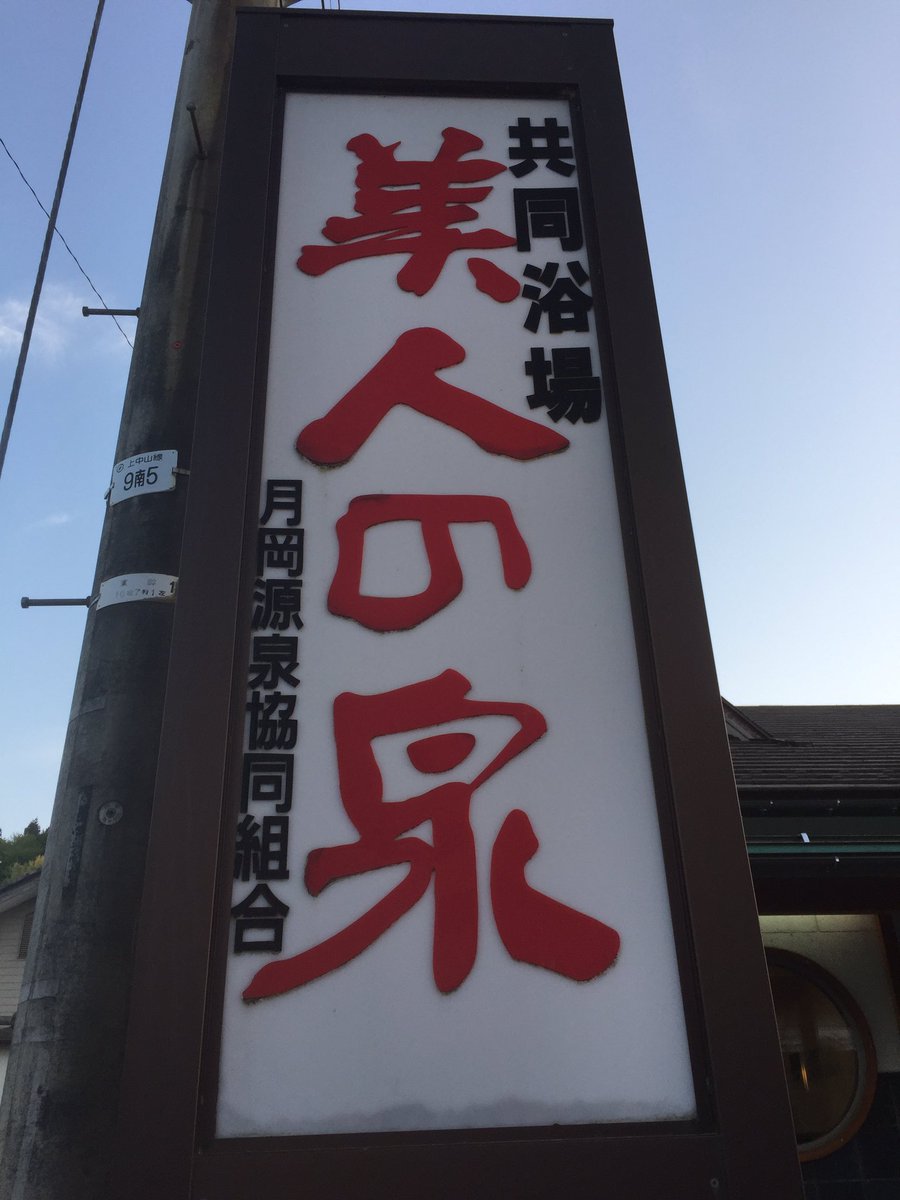 共同浴場
美人の泉
月岡源泉協同組合
上中山線
9南5